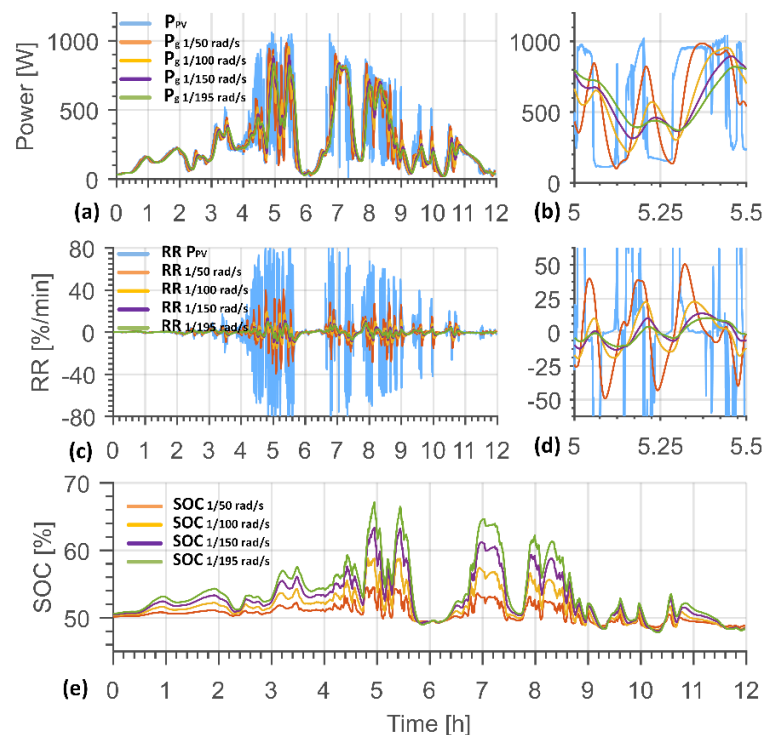 Power [W]
1000
500
0
P PV
P g 1/50 rad/s
P g 1/100 rad/s
P g 1/150 rad/s
P g 1/195 rad/s
(a)
0 1 2 3 4 5 6 7 8 9 10 11 12
1000
500
0
(b)
5 5.25 5.5
RR [%/min]
80
40
0
-40
-80
RR PPV
RR 1/50 rad/s
RR 1/100 rad/s
RR 1/150 rad/s
RR 1/195 rad/s
(c)
0 1 2 3 4 5 6 7 8 9 10 11 12
50
25
0
-25
-50
(d)
5 5.25 5.5
SOC [%]
70
60
50
SOC 1/50 rad/s
SOC 1/100 rad/s
SOC 1/150 rad/s
SOC 1/195 rad/s
(e)
0 1 2 3 4 5 6 7 8 9 10 11 12
Time [h]